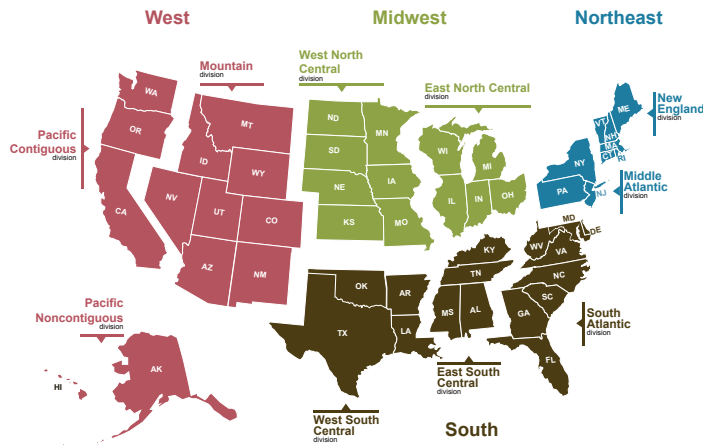 West
Midwest
Northeast
Mountain
division
West North
Central
division
East North Central
division
New
England
division
Pacific
Contiguous
division
Middle
Atlantic
division
WA
OR
CA
MT
ID
WY
NV
UT
CO
AZ
NM
ND
SD
NE
KS
MN
IA
MO
WI
MI
IL
IN
OH
ME
VT
NH
MA
CT
RI
NY
PA
NJ
MD
DE
WV
VA
KY
TN
NC
SC
GA
FL
OK
AR
TX
LA
MS
AL
Pacific
Noncontiguous
division
AK
HI
South
Atlantic
division
East South
Central
division
West South
Central
division
South